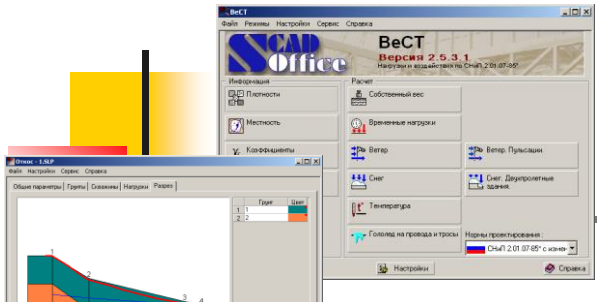 ВеСТ
Файл Режимы Настройки Сервис Справка
SCAD Office
ВеСТ
Версия 2.5.3.1
Нагрузки и воздействия по СНиП 2.01.07-85*
Информация
Расчет
Плотности
Собственный вес
Местность
Временные нагрузки
γf Коэффициенты
Ветер
Ветер. Пульсации.
Снег
Снег. Двухпролетные здания.
t° Температура
Гололед на провода и тросы
Нормы проектирования :
СНиП 2.01.07-85* с измен
Настройки
Справка
Откос - 1.SLP
Файл Настройки Сервис Справка
Общие параметры Грунты Скважины Нагрузки Разрез
Грунт Цвет
1 1
2 2
1
2
3
4